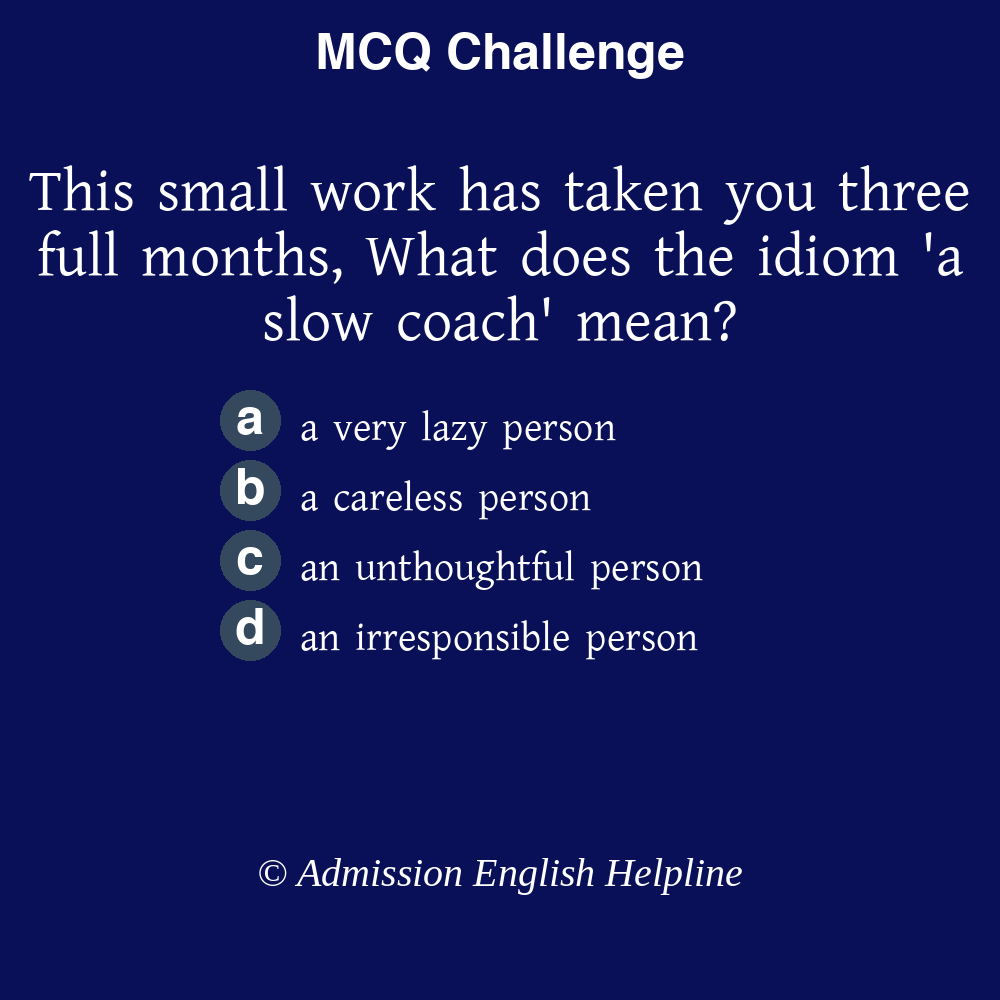 MCQ Challenge
This small work has taken you three
full months, What does the idiom 'a
slow coach' mean?
a a very lazy person
b a careless person
c an unthoughtful person
d an irresponsible person
© Admission English Helpline